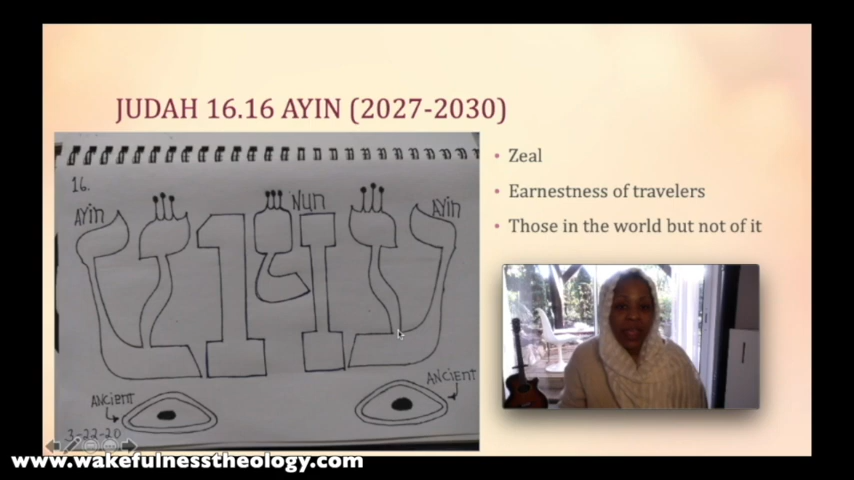 JUDAH 16.16 AYIN (2027-2030)
16.
Ayin
Nun
Ayin
ANCIENT
ANCIENT
3-22-20
• Zeal
• Earnestness of travelers
• Those in the world but not of it
www.wakefulnesstheology.com